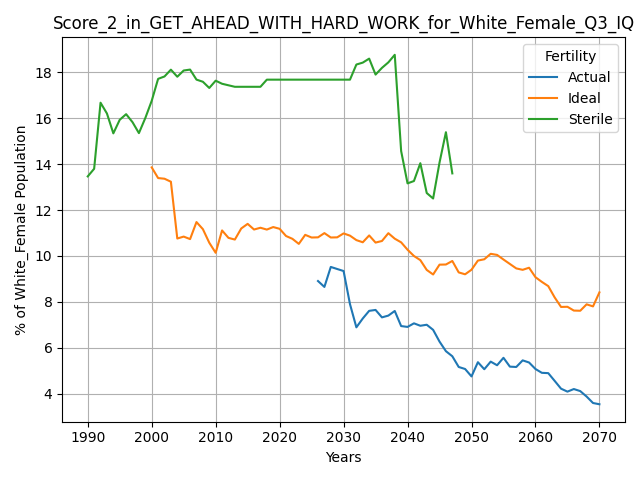 Score_2_in_GET_AHEAD_WITH_HARD_WORK_for_White_Female_Q3_IQ
Fertility
Actual
Ideal
Sterile
% of White_Female Population
18
16
14
12
10
8
6
4
1990 2000 2010 2020 2030 2040 2050 2060 2070
Years